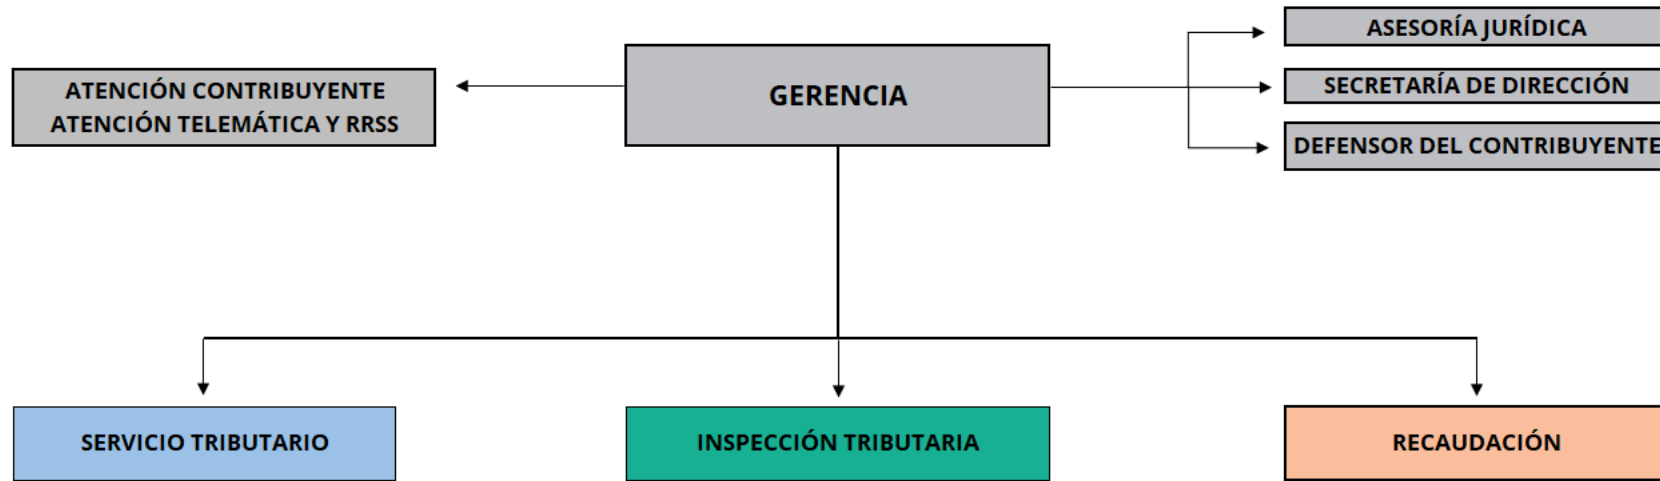 ATENCIÓN CONTRIBUYENTE
ATENCIÓN TELEMÁTICA Y RRSS
GERENCIA
ASESORÍA JURÍDICA
SECRETARÍA DE DIRECCIÓN
DEFENSOR DEL CONTRIBUYENTE
SERVICIO TRIBUTARIO
INSPECCIÓN TRIBUTARIA
RECAUDACIÓN